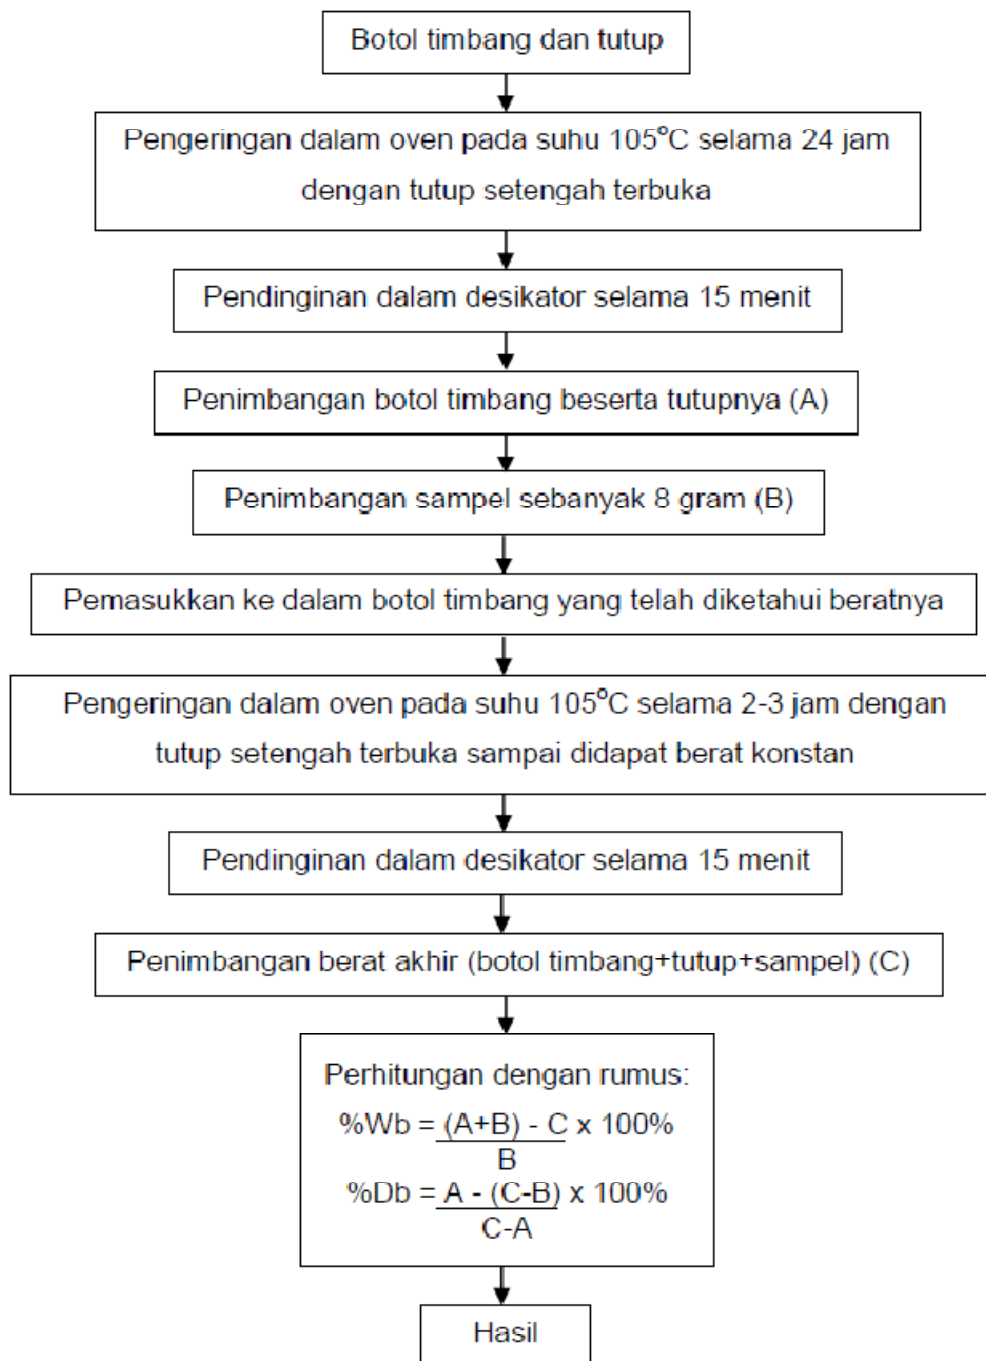 Botol timbang dan tutup
Pengeringan dalam oven pada suhu 105°C selama 24 jam
dengan tutup setengah terbuka
Pendinginan dalam desikator selama 15 menit
Penimbangan botol timbang beserta tutupnya (A)
Penimbangan sampel sebanyak 8 gram (B)
Pemasukkan ke dalam botol timbang yang telah diketahui beratnya
Pengeringan dalam oven pada suhu 105°C selama 2-3 jam dengan
tutup setengah terbuka sampai didapat berat konstan
Pendinginan dalam desikator selama 15 menit
Penimbangan berat akhir (botol timbang+tutup+sampel) (C)
Perhitungan dengan rumus:
%Wb = (A+B) - C x 100%
B
%Db = A - (C-B) x 100%
C-A
Hasil